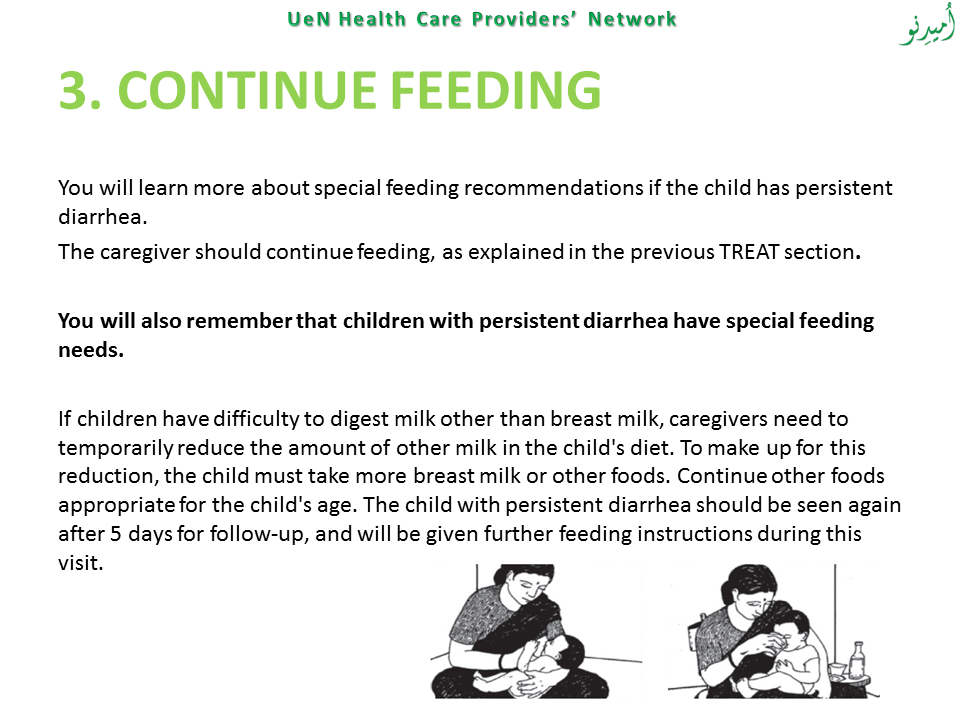 UeN Health Care Providers’ Network
اُمیدِنو
3. CONTINUE FEEDING
You will learn more about special feeding recommendations if the child has persistent
diarrhea.
The caregiver should continue feeding, as explained in the previous TREAT section.
You will also remember that children with persistent diarrhea have special feeding
needs.
If children have difficulty to digest milk other than breast milk, caregivers need to
temporarily reduce the amount of other milk in the child's diet. To make up for this
reduction, the child must take more breast milk or other foods. Continue other foods
appropriate for the child's age. The child with persistent diarrhea should be seen again
after 5 days for follow-up, and will be given further feeding instructions during this
visit.